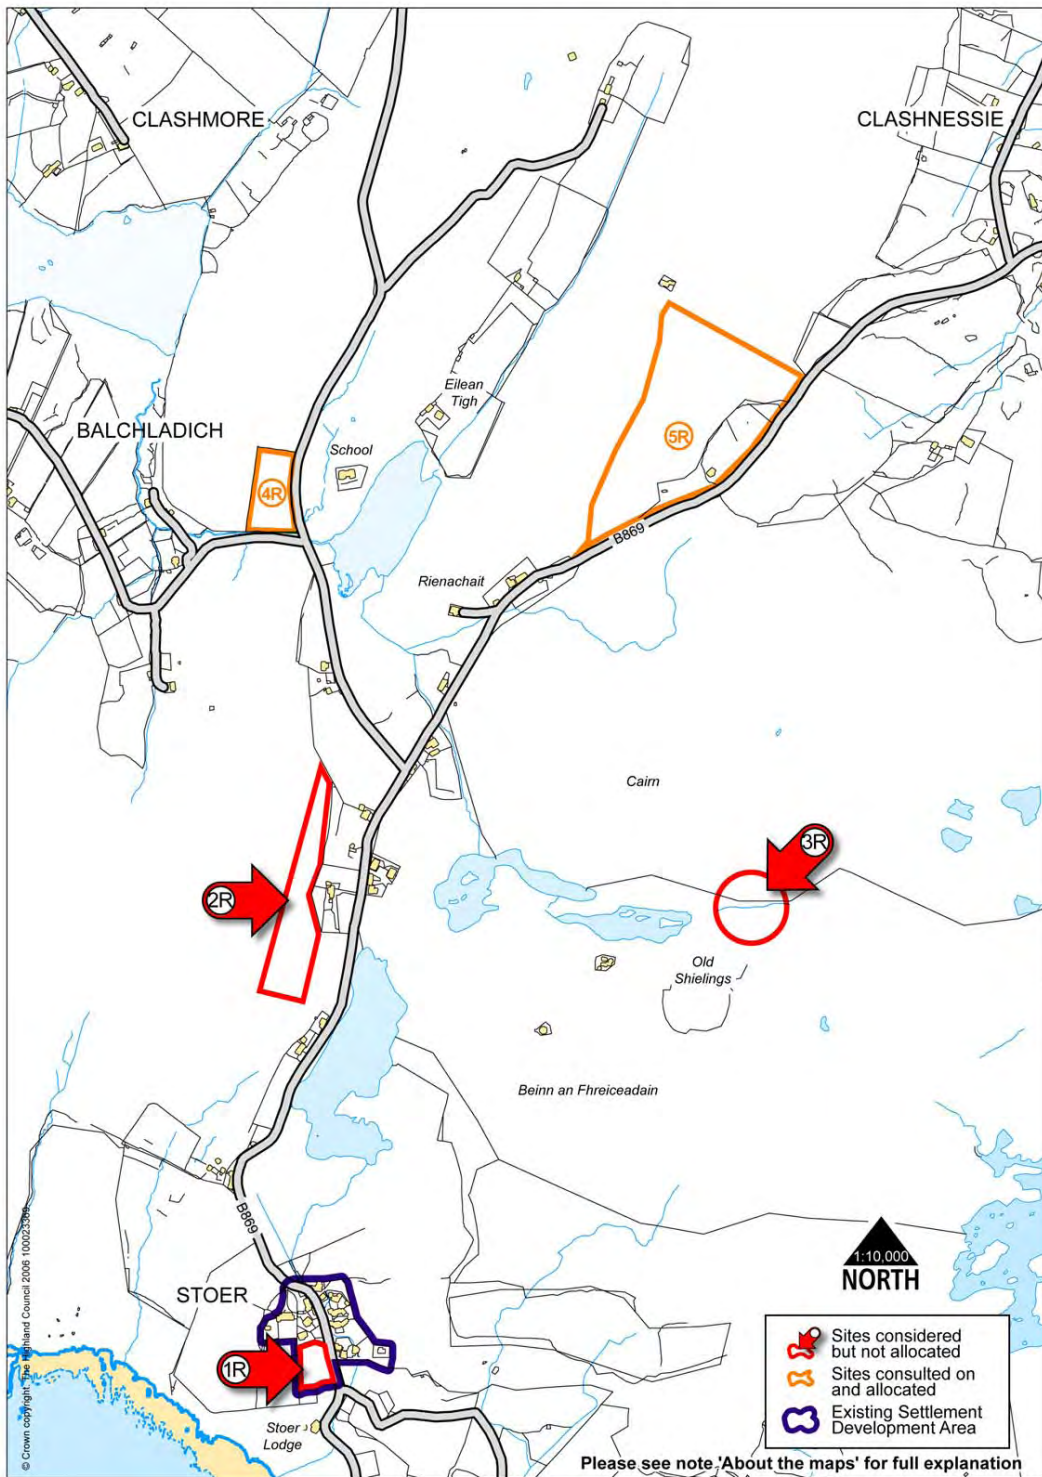 CLASHMORE
CLASHNESSIE
Eilean
Tigh
BALCHLADICH
School
4R
5R
B869
Rienachait
Cairn
3R
2R
Old
Shielings
Beinn an Fhreiceadain
B869
STOER
1R
Stoer
Lodge
1:10,000
NORTH
Sites considered
but not allocated
Sites consulted on
and allocated
Existing Settlement
Development Area
Please see note 'About the maps' for full explanation
© Crown copyright. The Highland Council 2006 100023369